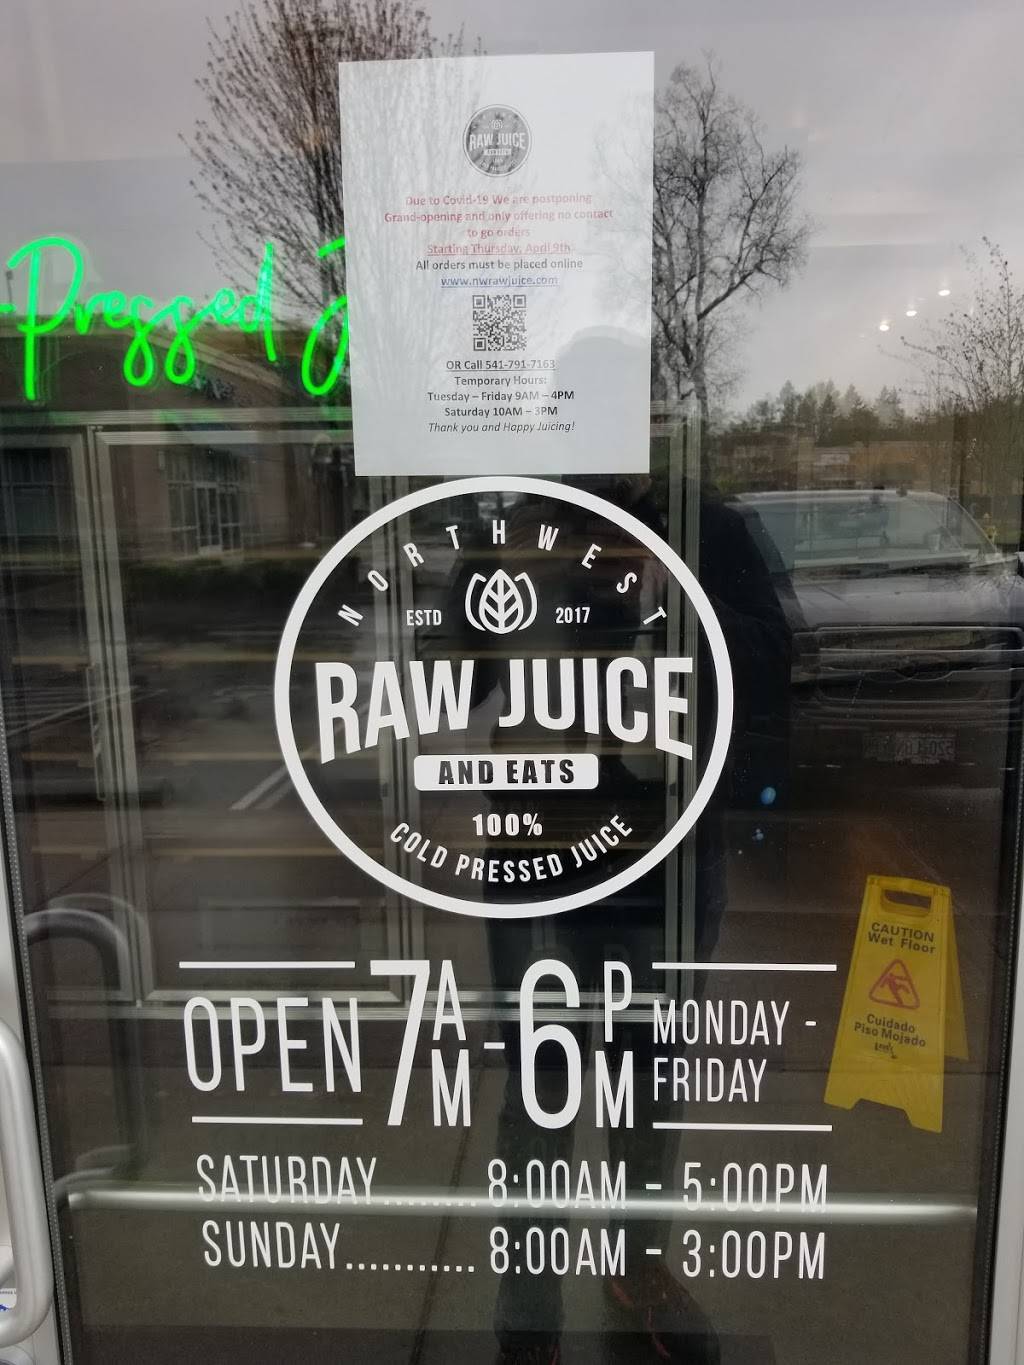 RAW JUICE
AND EATS
Due to Covid-19 We are postponing
Grand-opening and only offering no contact
to go orders
Starting Thursday, April 9th
All orders must be placed online
www.nwrawjuice.com
OR Call 541-791-7163
Temporary Hours:
Tuesday – Friday 9AM – 4PM
Saturday 10AM – 3PM
Thank you and Happy Juicing!
-Pressed J
NORTHWEST
ESTD 2017
RAW JUICE
AND EATS
100%
COLD PRESSED JUICE
CAUTION
Wet Floor
Cuidado
Piso Mojado
OPEN 7AM-6PM MONDAY -
FRIDAY
SATURDAY........8:00AM - 5:00PM
SUNDAY........... 8:00AM - 3:00PM